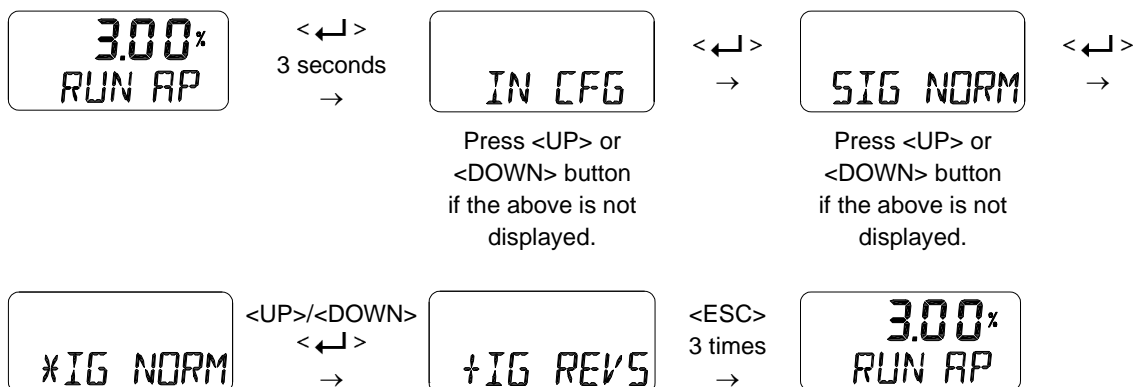 3.00%
RUN AP
< ↵ >
3 seconds
→
IN CFG
Press <UP> or
<DOWN> button
if the above is not
displayed.
< ↵ >
→
SIG NORM
Press <UP> or
<DOWN> button
if the above is not
displayed.
< ↵ >
→
*IG NORM
<UP>/<DOWN>
< ↵ >
→
+IG REVS
<ESC>
3 times
→
3.00%
RUN AP